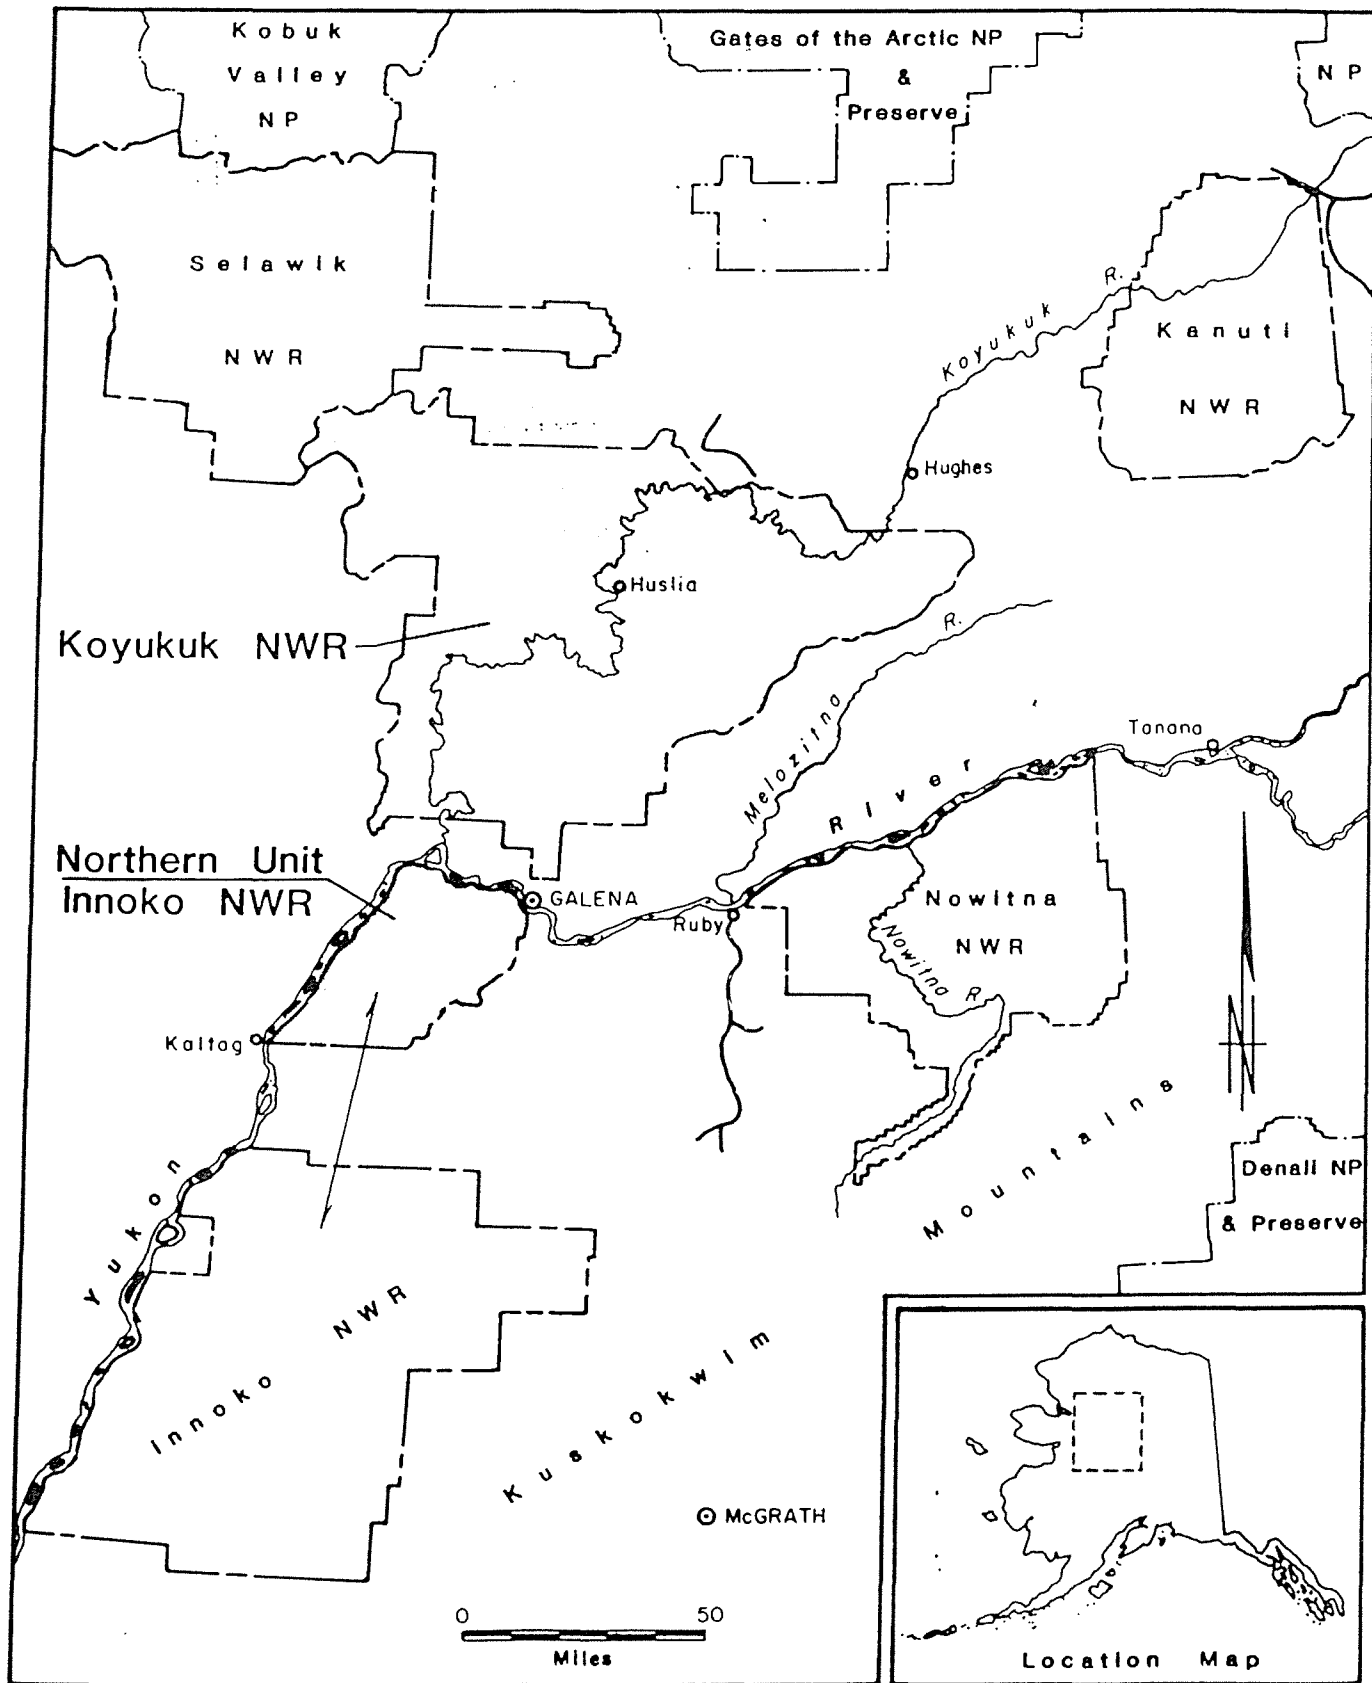 Kobuk
Valley
NP
Gates of the Arctic NP
&
Preserve
NP
Selawik
NWR
Koyukuk R.
Kanuti
NWR
Hughes
Huslia
Koyukuk NWR
Melozitna R.
Tanana
Northern Unit
Innoko NWR
GALENA
Ruby
Yukon River
Nowitna
NWR
Nowitna R.
Kaltag
N
Denali NP
& Preserve
Innoko NWR
Kuskokwim Mountains
McGRATH
0 50
Miles
Location Map